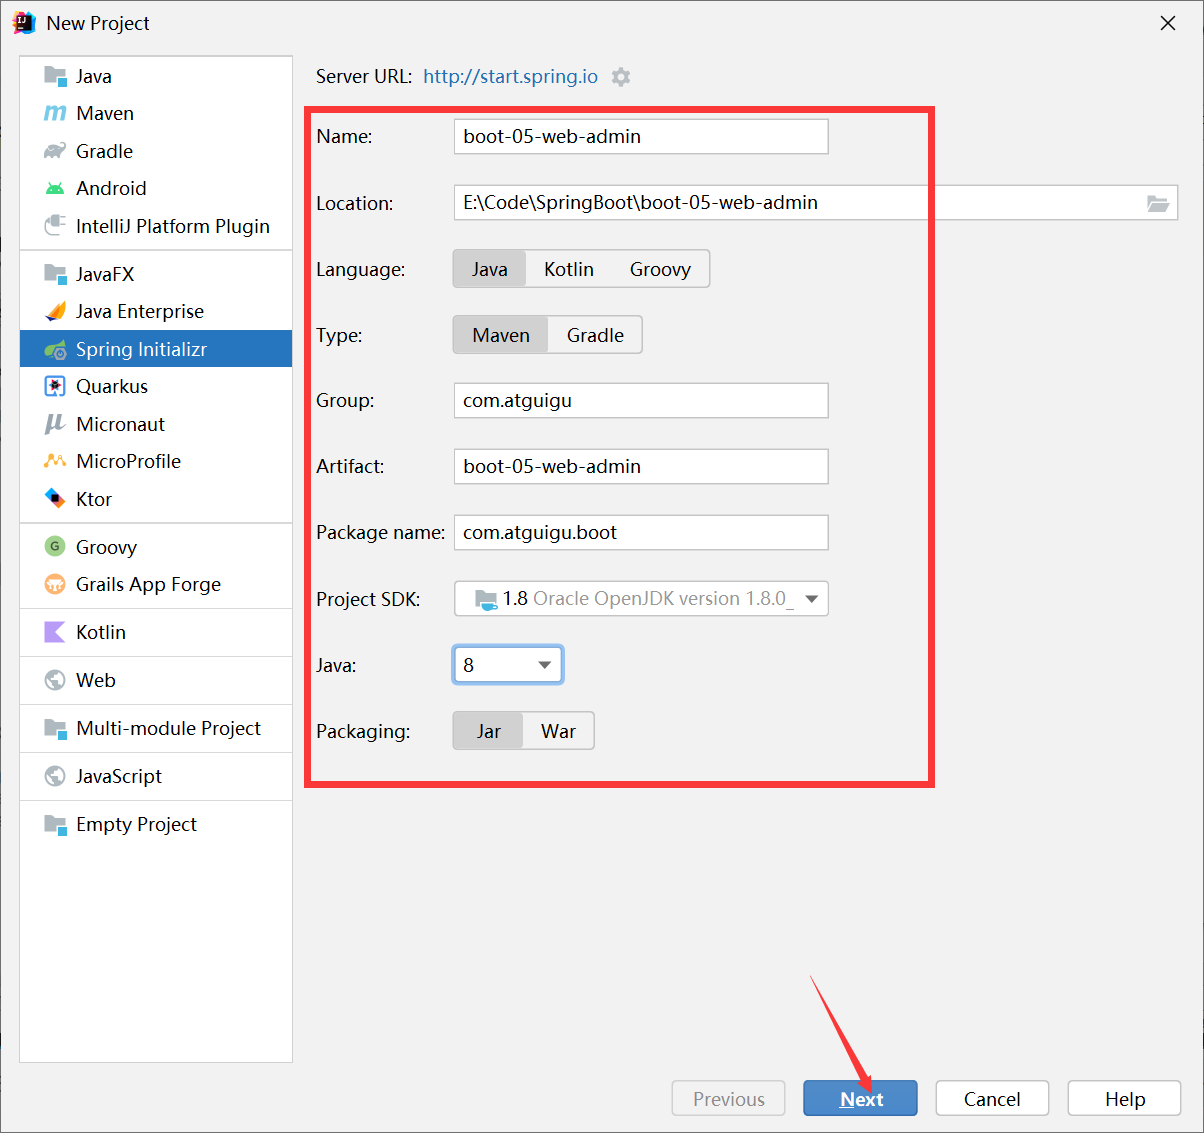 New Project
Java
Maven
Gradle
Android
IntelliJ Platform Plugin
JavaFX
Java Enterprise
Spring Initializr
Quarkus
Micronaut
MicroProfile
Ktor
Groovy
Grails App Forge
Kotlin
Web
Multi-module Project
JavaScript
Empty Project
Server URL: http://start.spring.io
Name: boot-05-web-admin
Location: E:\Code\SpringBoot\boot-05-web-admin
Language: Java Kotlin Groovy
Type: Maven Gradle
Group: com.atguigu
Artifact: boot-05-web-admin
Package name: com.atguigu.boot
Project SDK: 1.8 Oracle OpenJDK version 1.8.0_
Java: 8
Packaging: Jar War
Previous Next Cancel Help